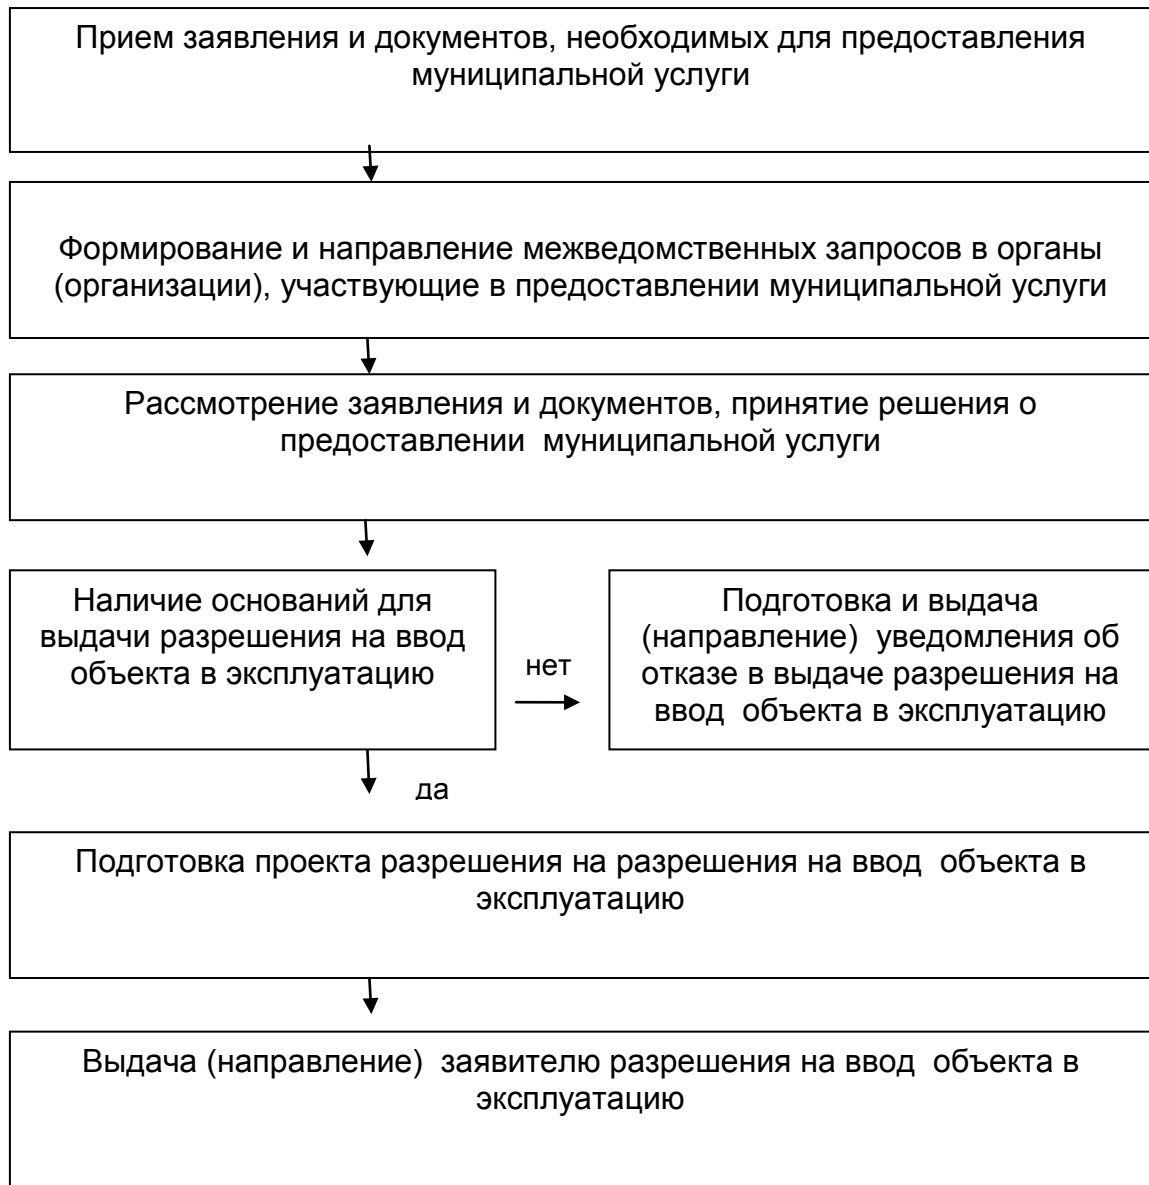 Прием заявления и документов, необходимых для предоставления
муниципальной услуги
Формирование и направление межведомственных запросов в органы
(организации), участвующие в предоставлении муниципальной услуги
Рассмотрение заявления и документов, принятие решения о
предоставлении муниципальной услуги
Наличие оснований для
выдачи разрешения на ввод
объекта в эксплуатацию
нет
Подготовка и выдача
(направление) уведомления об
отказе в выдаче разрешения на
ввод объекта в эксплуатацию
да
Подготовка проекта разрешения на разрешения на ввод объекта в
эксплуатацию
Выдача (направление) заявителю разрешения на ввод объекта в
эксплуатацию